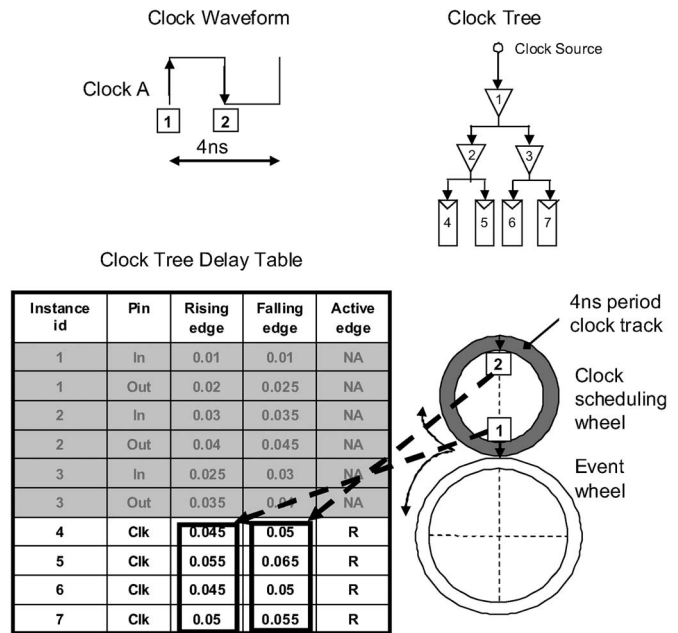 Clock Waveform
Clock A
1
2
4ns
Clock Tree
Clock Source
1
2
3
4
5
6
7
Clock Tree Delay Table
Instance id Pin Rising edge Falling edge Active edge
1 In 0.01 0.01 NA
1 Out 0.02 0.025 NA
2 In 0.03 0.035 NA
2 Out 0.04 0.045 NA
3 In 0.025 0.03 NA
3 Out 0.035 NA
4 Clk 0.045 0.05 R
5 Clk 0.055 0.065 R
6 Clk 0.045 0.05 R
7 Clk 0.05 0.055 R
4ns period
clock track
2
Clock
scheduling
wheel
1
Event
wheel